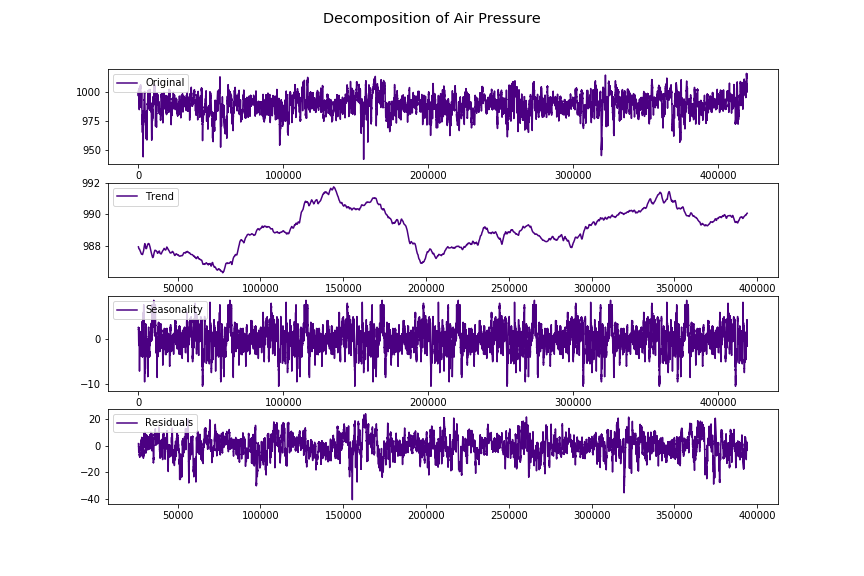 Decomposition of Air Pressure
Original
1000
975
950
0 100000 200000 300000 400000
Trend
992
990
988
50000 100000 150000 200000 250000 300000 350000 400000
Seasonality
0
−10
0 100000 200000 300000 400000
Residuals
20
0
−20
−40
50000 100000 150000 200000 250000 300000 350000 400000